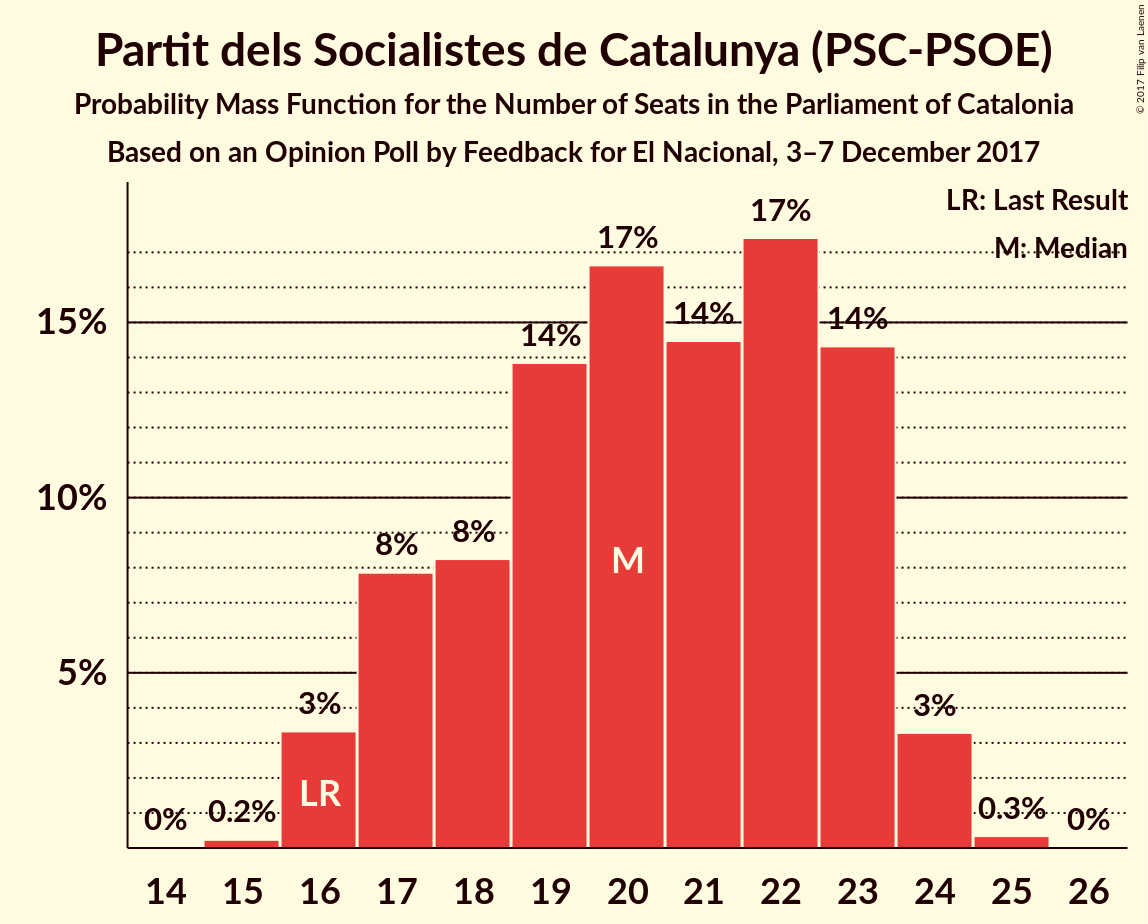 Partit dels Socialistes de Catalunya (PSC-PSOE)
Probability Mass Function for the Number of Seats in the Parliament of Catalonia
Based on an Opinion Poll by Feedback for El Nacional, 3–7 December 2017
© 2017 Filip van Laenen
LR: Last Result
M: Median
15%
10%
5%
0% 0.2% 3% 8% 8% 14% 17% 14% 17% 14% 3% 0.3% 0%
LR M
14 15 16 17 18 19 20 21 22 23 24 25 26